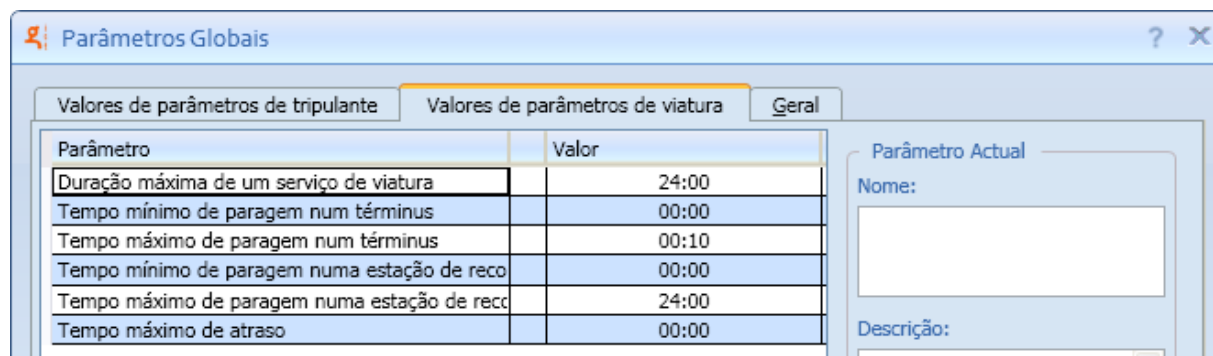 Parâmetros Globais
Valores de parâmetros de tripulante Valores de parâmetros de viatura Geral
Parâmetro Valor
Duração máxima de um serviço de viatura 24:00
Tempo mínimo de paragem num términus 00:00
Tempo máximo de paragem num términus 00:10
Tempo mínimo de paragem numa estação de reco 00:00
Tempo máximo de paragem numa estação de reco 24:00
Tempo máximo de atraso 00:00
Parâmetro Actual
Nome:
Descrição: